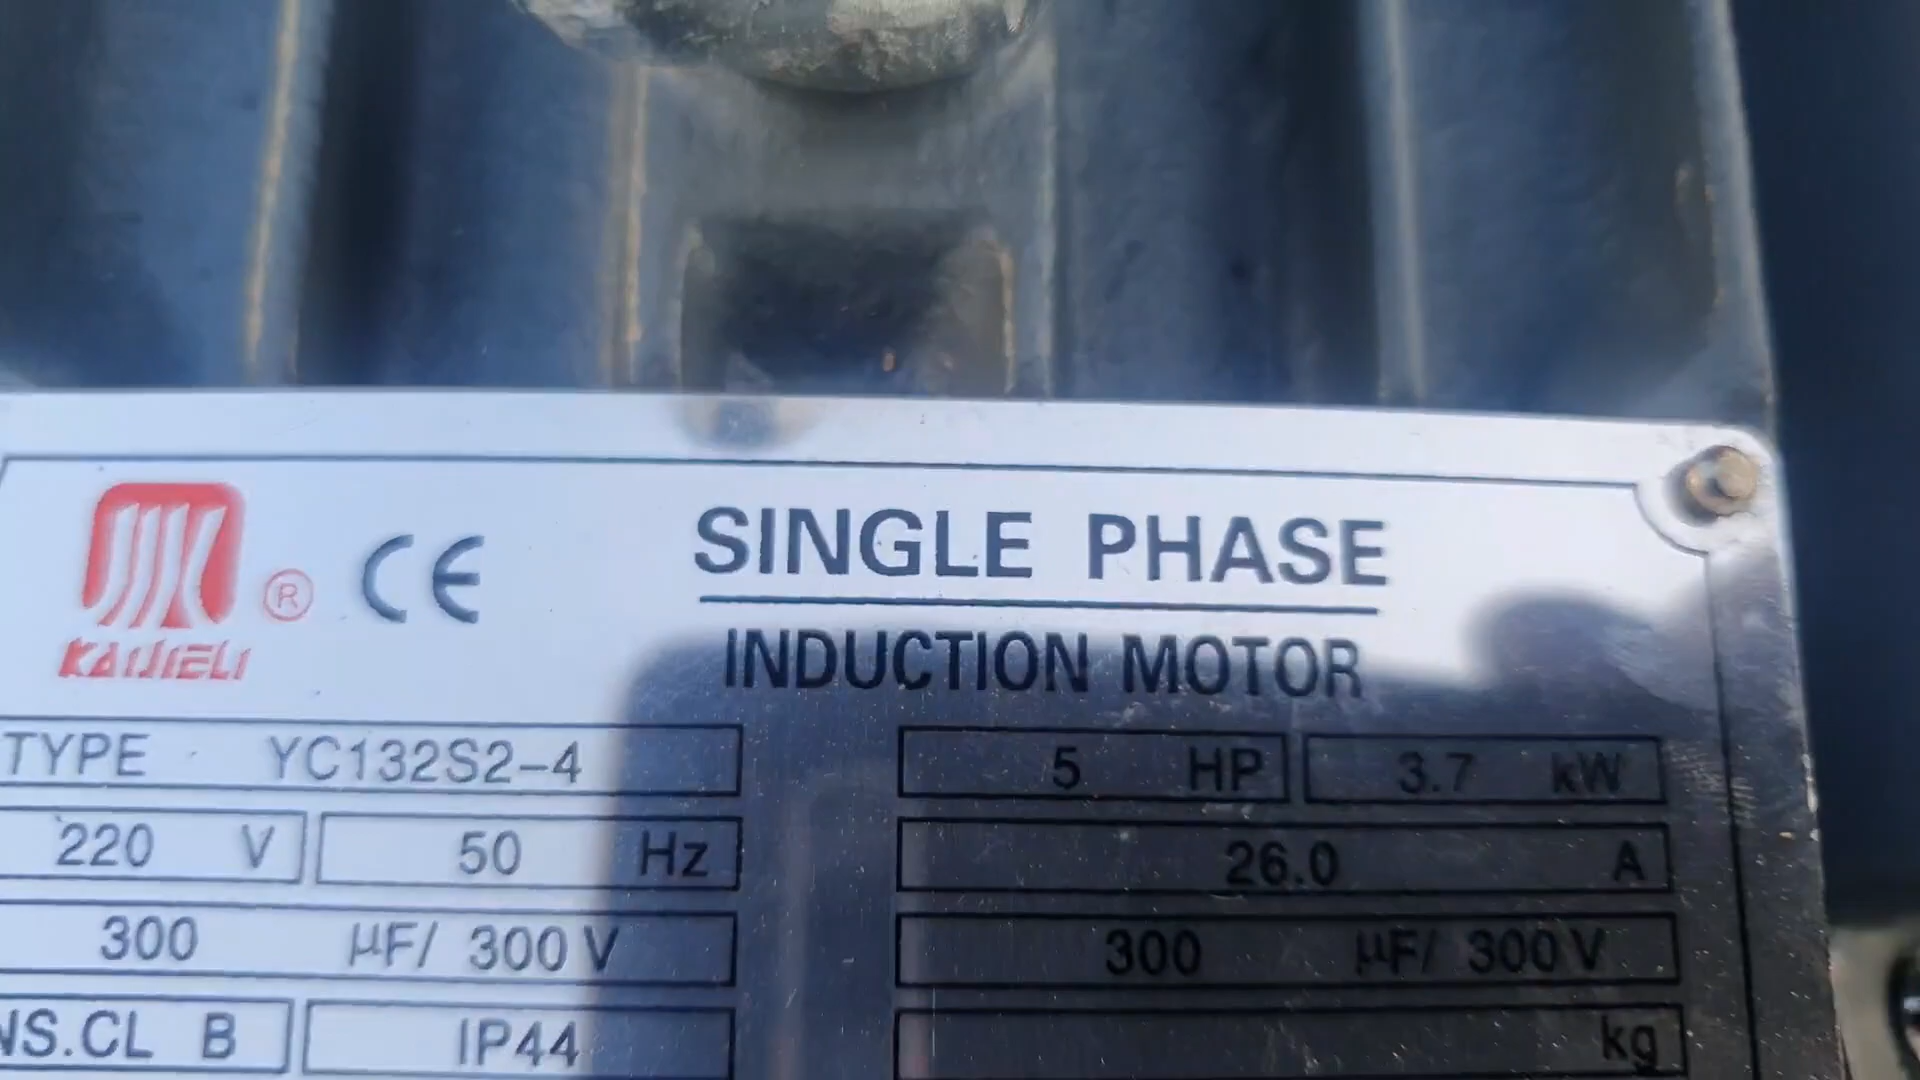 KAIJIELI ® CE
SINGLE PHASE
INDUCTION MOTOR
TYPE YC132S2-4 5 HP 3.7 kW
220 V 50 Hz 26.0 A
300 µF/ 300 V 300 µF/ 300 V
NS.CL B IP44 kg